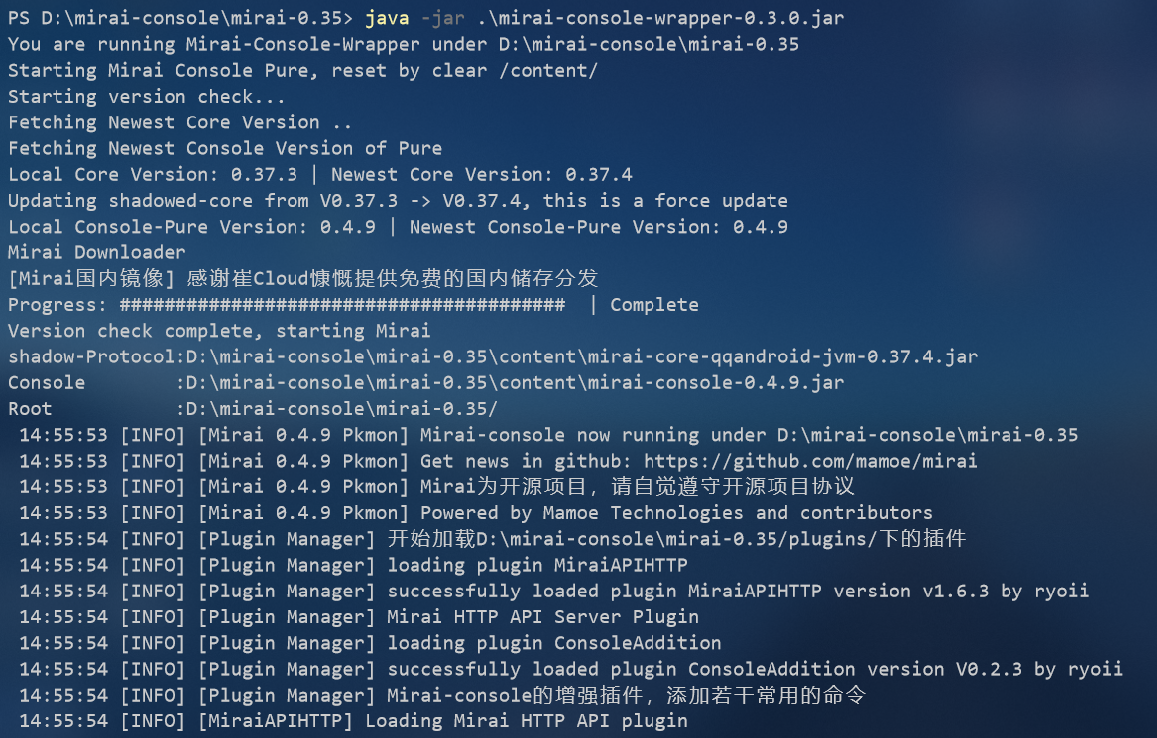 PS D:\mirai-console\mirai-0.35> java -jar .\mirai-console-wrapper-0.3.0.jar
You are running Mirai-Console-Wrapper under D:\mirai-console\mirai-0.35
Starting Mirai Console Pure, reset by clear /content/
Starting version check...
Fetching Newest Core Version ..
Fetching Newest Console Version of Pure
Local Core Version: 0.37.3 | Newest Core Version: 0.37.4
Updating shadowed-core from V0.37.3 -> V0.37.4, this is a force update
Local Console-Pure Version: 0.4.9 | Newest Console-Pure Version: 0.4.9
Mirai Downloader
[Mirai国内镜像] 感谢崔Cloud慷慨提供免费的国内储存分发
Progress: ######################################## | Complete
Version check complete, starting Mirai
shadow-Protocol:D:\mirai-console\mirai-0.35\content\mirai-core-qqandroid-jvm-0.37.4.jar
Console        :D:\mirai-console\mirai-0.35\content\mirai-console-0.4.9.jar
Root           :D:\mirai-console\mirai-0.35/
14:55:53 [INFO] [Mirai 0.4.9 Pkmon] Mirai-console now running under D:\mirai-console\mirai-0.35
14:55:53 [INFO] [Mirai 0.4.9 Pkmon] Get news in github: https://github.com/mamoe/mirai
14:55:53 [INFO] [Mirai 0.4.9 Pkmon] Mirai为开源项目，请自觉遵守开源项目协议
14:55:53 [INFO] [Mirai 0.4.9 Pkmon] Powered by Mamoe Technologies and contributors
14:55:54 [INFO] [Plugin Manager] 开始加载D:\mirai-console\mirai-0.35/plugins/下的插件
14:55:54 [INFO] [Plugin Manager] loading plugin MiraiAPIHTTP
14:55:54 [INFO] [Plugin Manager] successfully loaded plugin MiraiAPIHTTP version v1.6.3 by ryoii
14:55:54 [INFO] [Plugin Manager] Mirai HTTP API Server Plugin
14:55:54 [INFO] [Plugin Manager] loading plugin ConsoleAddition
14:55:54 [INFO] [Plugin Manager] successfully loaded plugin ConsoleAddition version V0.2.3 by ryoii
14:55:54 [INFO] [Plugin Manager] Mirai-console的增强插件，添加若干常用的命令
14:55:54 [INFO] [MiraiAPIHTTP] Loading Mirai HTTP API plugin